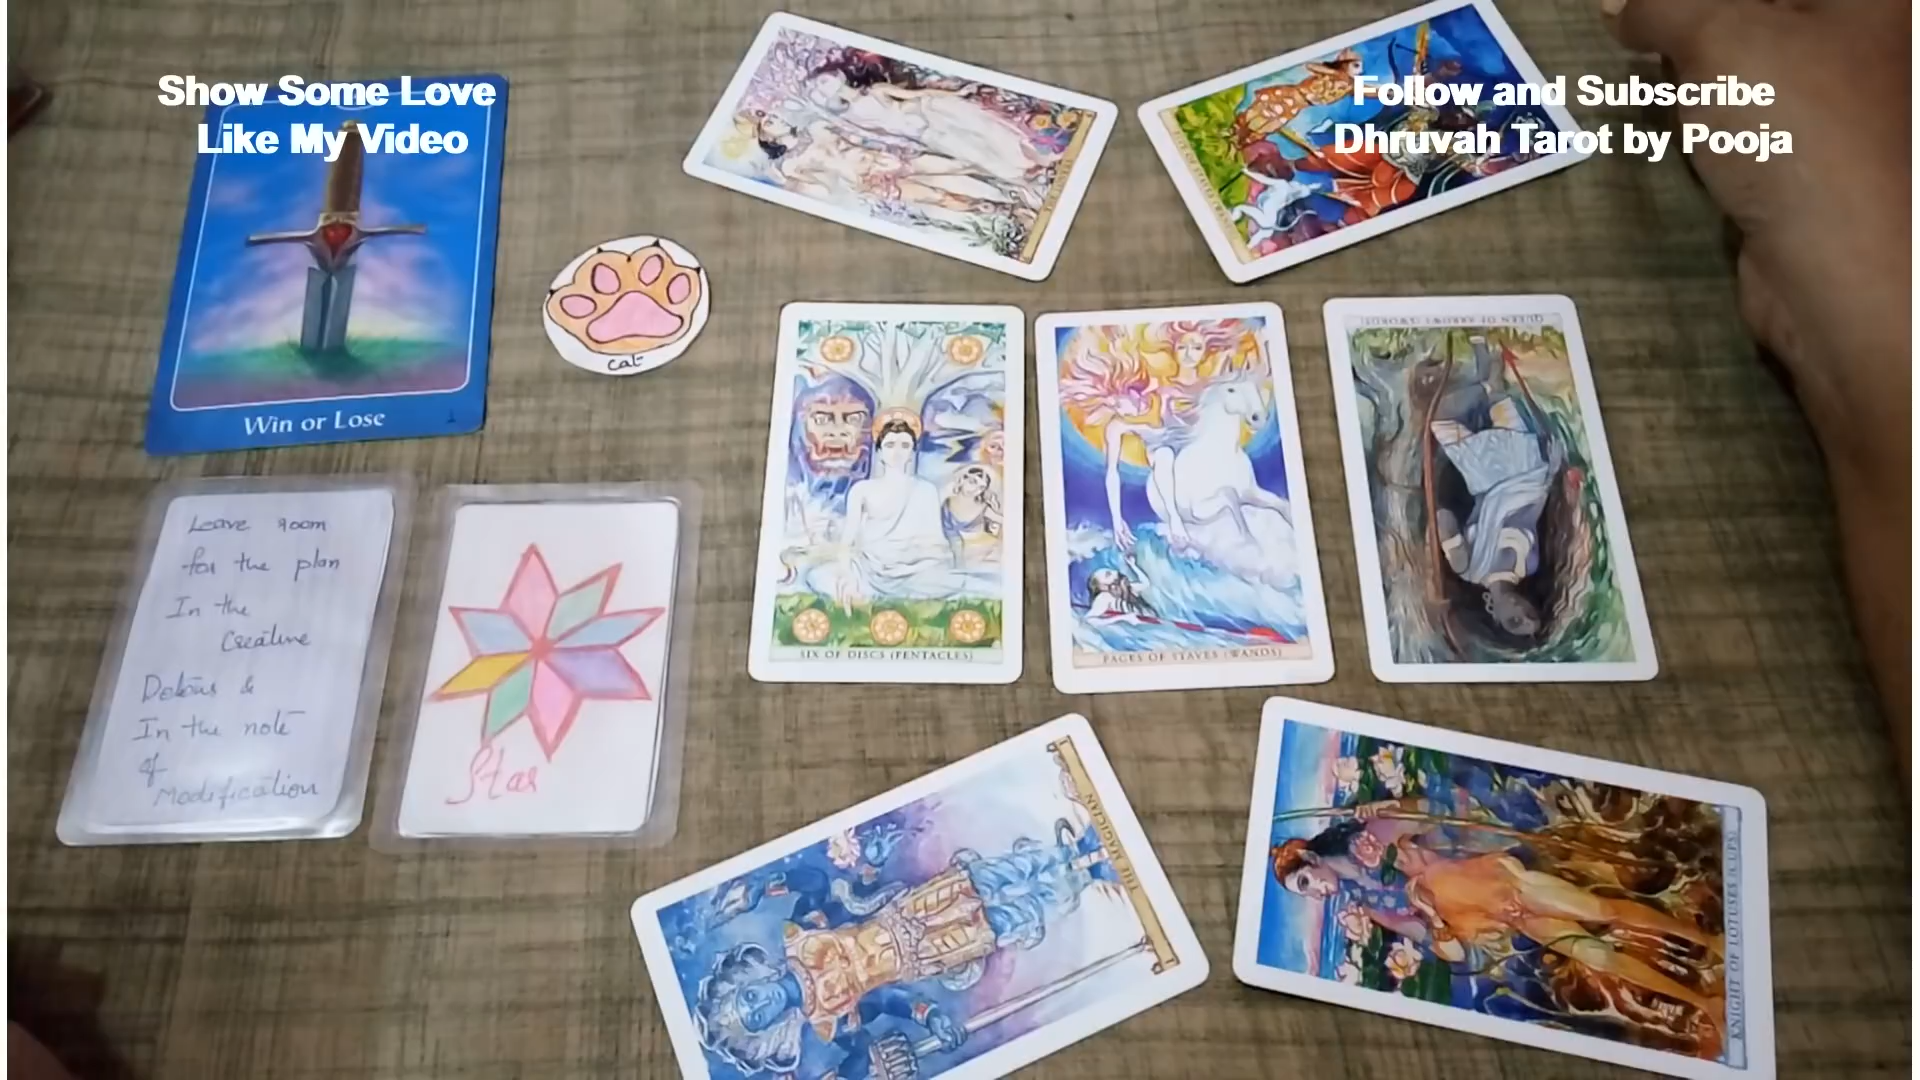 Show Some Love
Like My Video
Follow and Subscribe
Dhruvah Tarot by Pooja
Win or Lose
cat
Leave room
for the plan
In the
Creative
Detours &
In the note
of
Modification
Star
SIX OF DISCS (PENTACLES)
PAGES OF STAVES (WANDS)
QUEEN OF ARROWS (SWORDS)
THE MAGICIAN
KNIGHT OF LOTUSES (CUPS)